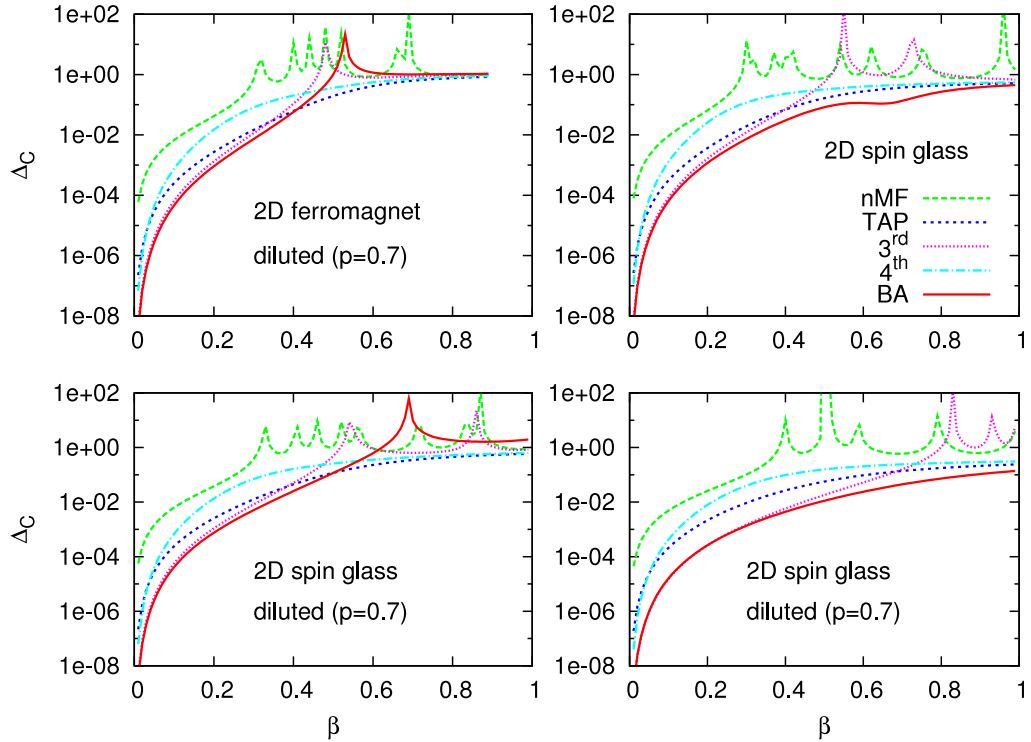 1e+02
1e+00
1e-02
1e-04
1e-06
1e-08
Δ_C
0 0.2 0.4 0.6 0.8 1
2D ferromagnet
diluted (p=0.7)
1e+02
1e+00
1e-02
1e-04
1e-06
1e-08
0 0.2 0.4 0.6 0.8 1
2D spin glass
nMF
TAP
3rd
4th
BA
1e+02
1e+00
1e-02
1e-04
1e-06
1e-08
Δ_C
0 0.2 0.4 0.6 0.8 1
β
2D spin glass
diluted (p=0.7)
1e+02
1e+00
1e-02
1e-04
1e-06
1e-08
0 0.2 0.4 0.6 0.8 1
β
2D spin glass
diluted (p=0.7)